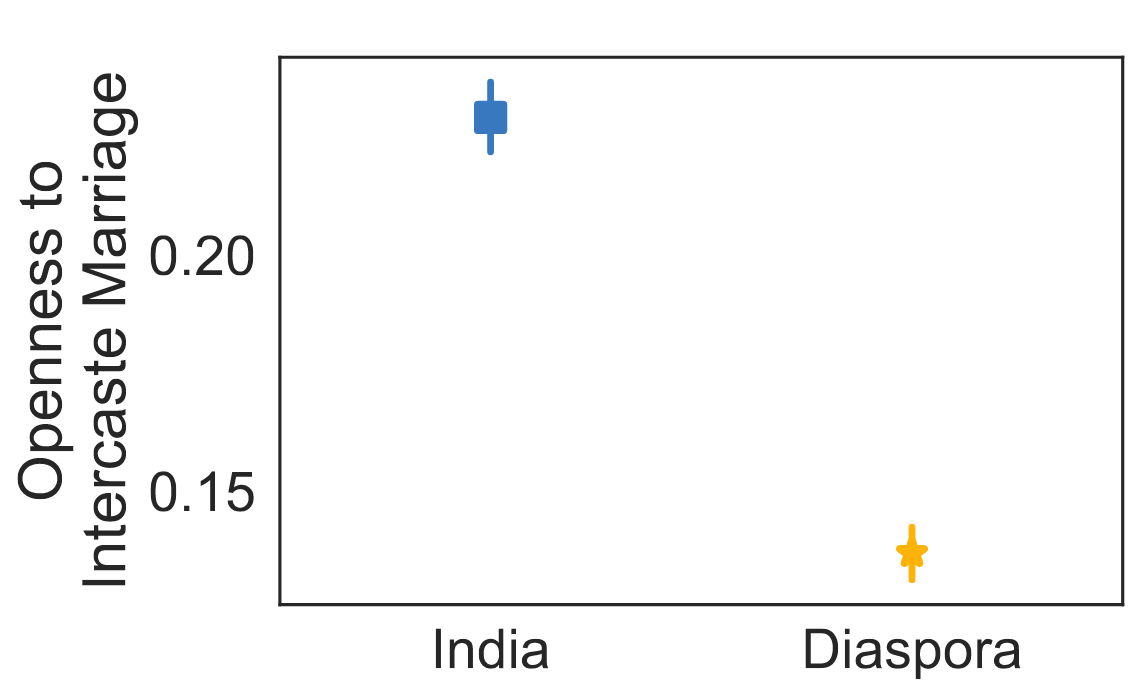 Openness to
Intercaste Marriage
0.20
0.15
India
Diaspora